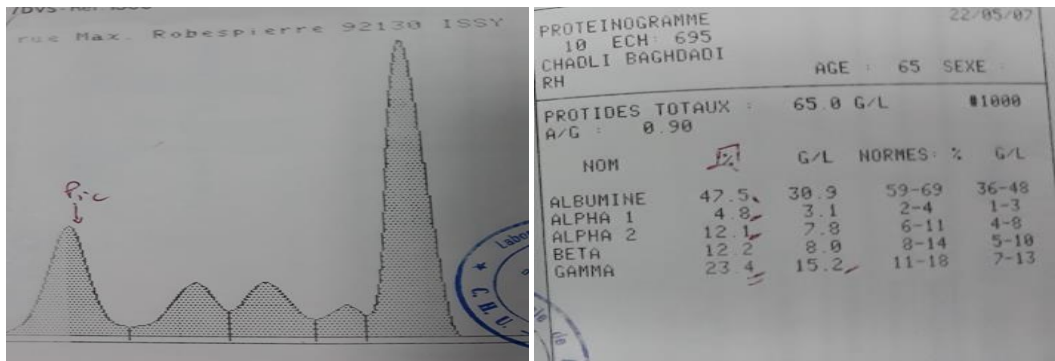 rue Max. Robespierre 92130 ISSY
Pic
Labor
C.H.U.
PROTEINOGRAMME 22/05/07
10 ECH: 695
CHADLI BAGHDADI
RH AGE : 65 SEXE :
PROTIDES TOTAUX : 65.0 G/L #1000
A/G : 0.90
NOM % G/L NORMES: % G/L
ALBUMINE 47.5 30.9 59-69 36-48
ALPHA 1 4.8 3.1 2-4 1-3
ALPHA 2 12.1 7.8 6-11 4-8
BETA 12.2 8.0 8-14 5-10
GAMMA 23.4 15.2 11-18 7-13